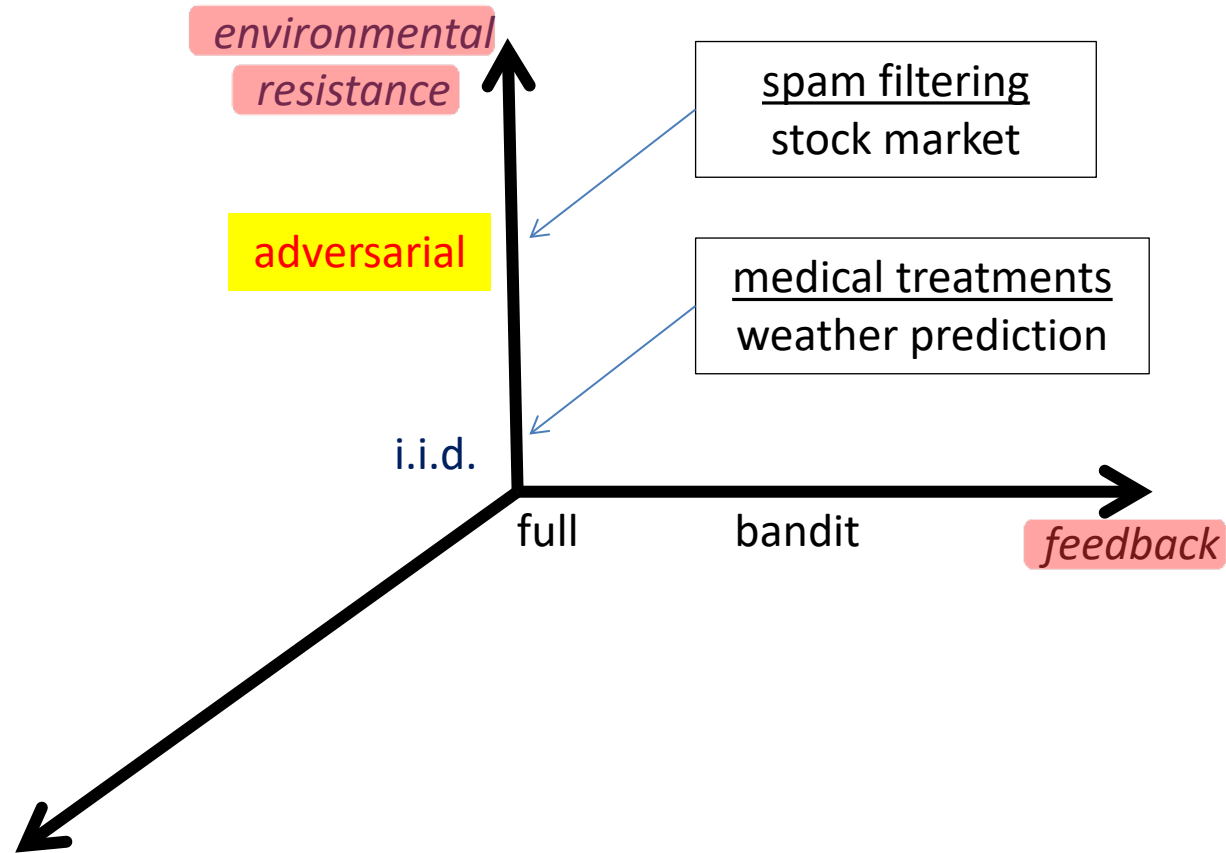 environmental
resistance
spam filtering
stock market
adversarial
medical treatments
weather prediction
i.i.d.
full
bandit
feedback